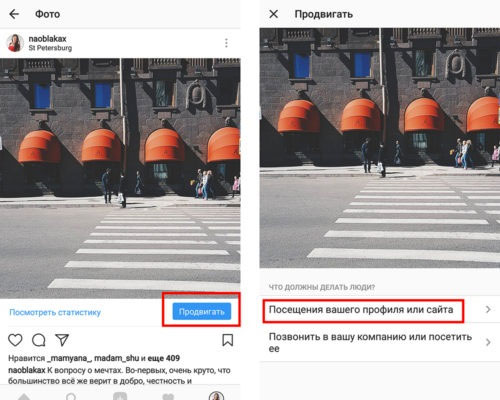 Фото
naoblakax
St Petersburg
Посмотреть статистику
Продвигать
Нравится _mamyana_, madam_shu и еще 409
naoblakax К вопросу о мечтах. Во-первых, очень круто, что
большинство всё же верит в добро, честность и
Продвигать
ЧТО ДОЛЖНЫ ДЕЛАТЬ ЛЮДИ?
Посещения вашего профиля или сайта
Позвонить в вашу компанию или посетить
ее